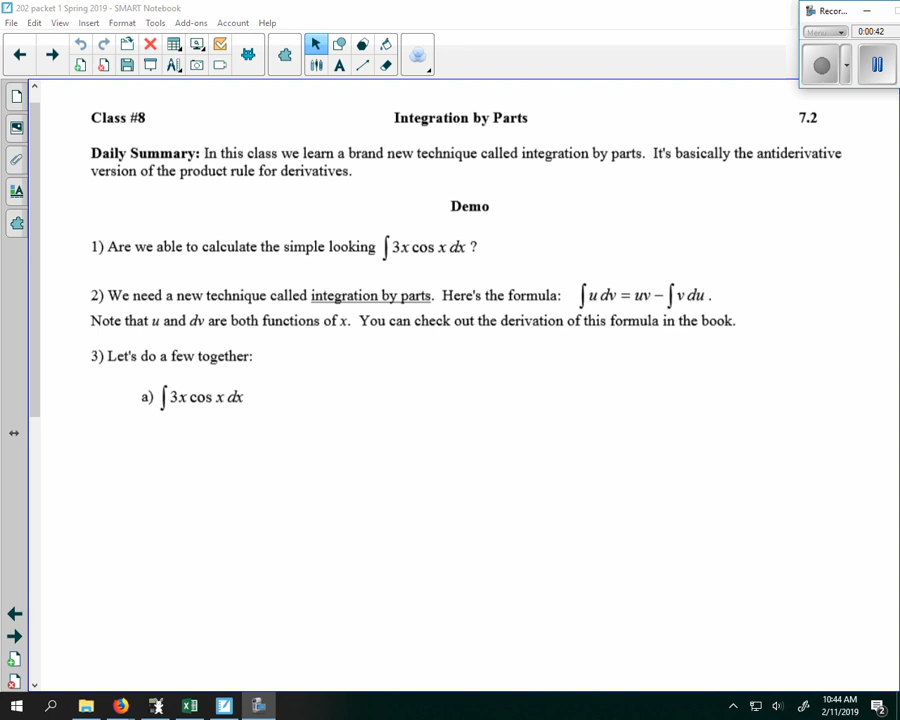 202 packet 1 Spring 2019 - SMART Notebook
File Edit View Insert Format Tools Add-ons Account Help
Recor...
Menu
0:00:42
Class #8 Integration by Parts 7.2
Daily Summary: In this class we learn a brand new technique called integration by parts. It's basically the antiderivative
version of the product rule for derivatives.
Demo
1) Are we able to calculate the simple looking ∫ 3x cos x dx ?
2) We need a new technique called integration by parts. Here's the formula: ∫ u dv = uv − ∫ v du .
Note that u and dv are both functions of x. You can check out the derivation of this formula in the book.
3) Let's do a few together:
a) ∫ 3x cos x dx
10:44 AM
2/11/2019
2